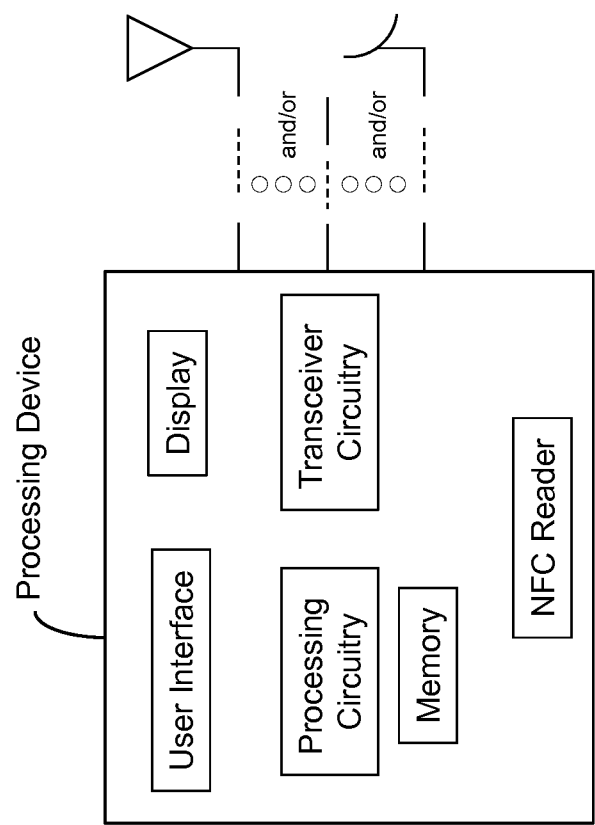 Processing Device
User Interface
Display
Processing
Circuitry
Transceiver
Circuitry
Memory
NFC Reader
and/or
and/or